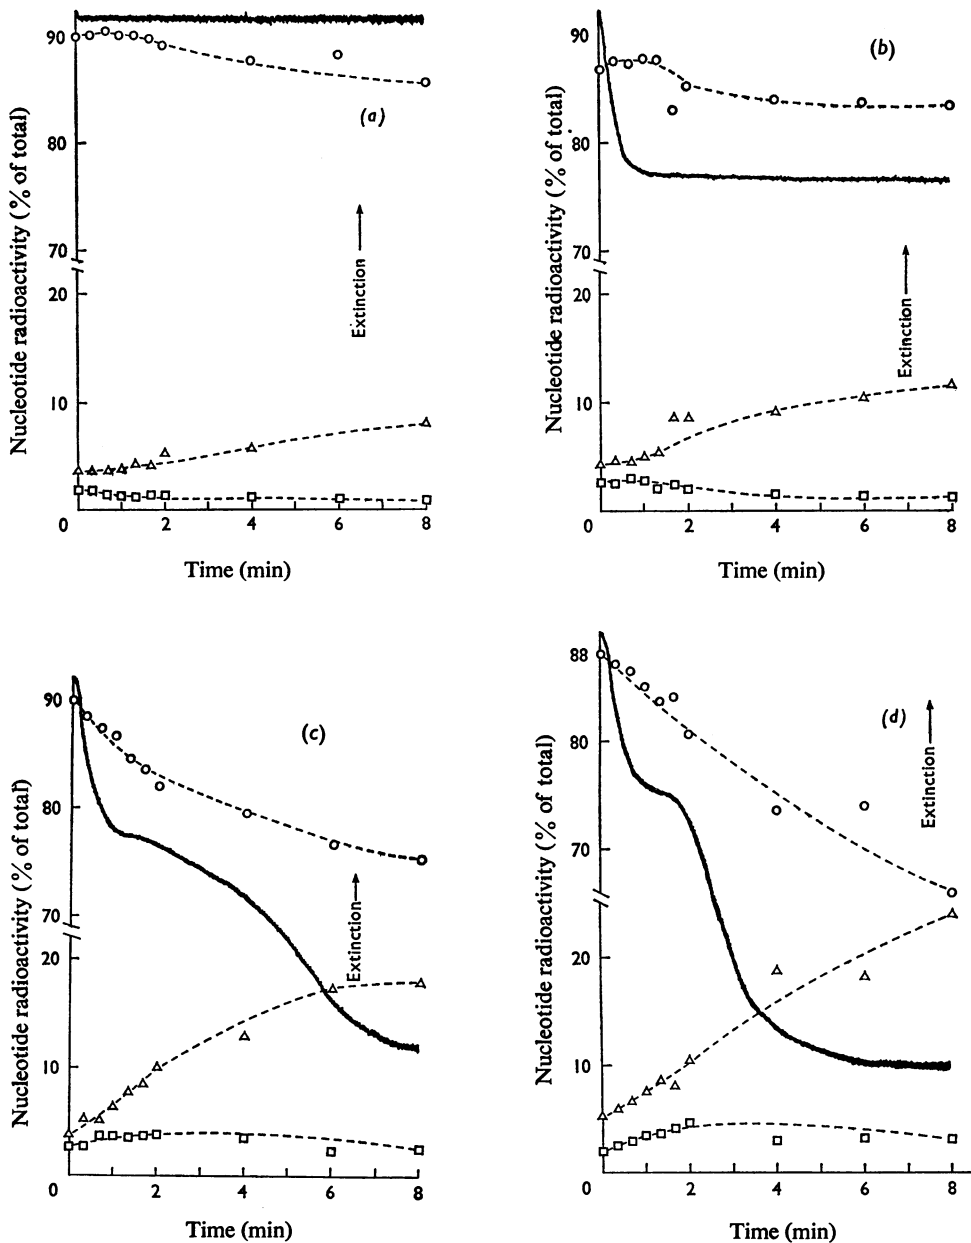 Nucleotide radioactivity (% of total)
90
80
70
20
10
0
2
4
6
8
(a)
Extinction
Time (min)
Nucleotide radioactivity (% of total)
90
80
70
20
10
0
2
4
6
8
(b)
Extinction
Time (min)
Nucleotide radioactivity (% of total)
90
80
70
20
10
0
2
4
6
8
(c)
Extinction
Time (min)
Nucleotide radioactivity (% of total)
88
80
70
20
10
0
2
4
6
8
(d)
Extinction
Time (min)